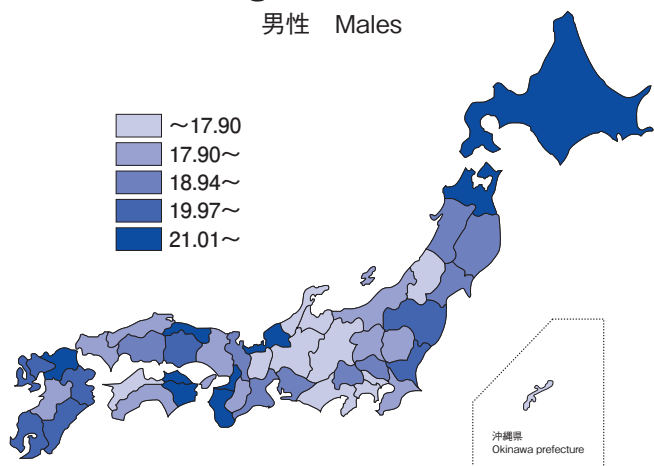 男性　Males
～17.90
17.90～
18.94～
19.97～
21.01～
沖縄県
Okinawa prefecture